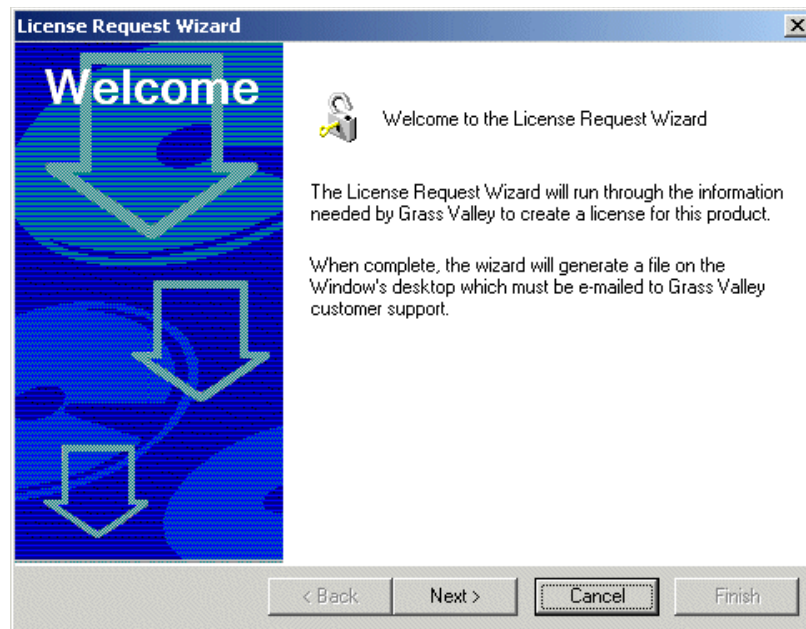 License Request Wizard
Welcome
Welcome to the License Request Wizard
The License Request Wizard will run through the information
needed by Grass Valley to create a license for this product.
When complete, the wizard will generate a file on the
Window's desktop which must be e-mailed to Grass Valley
customer support.
< Back
Next >
Cancel
Finish